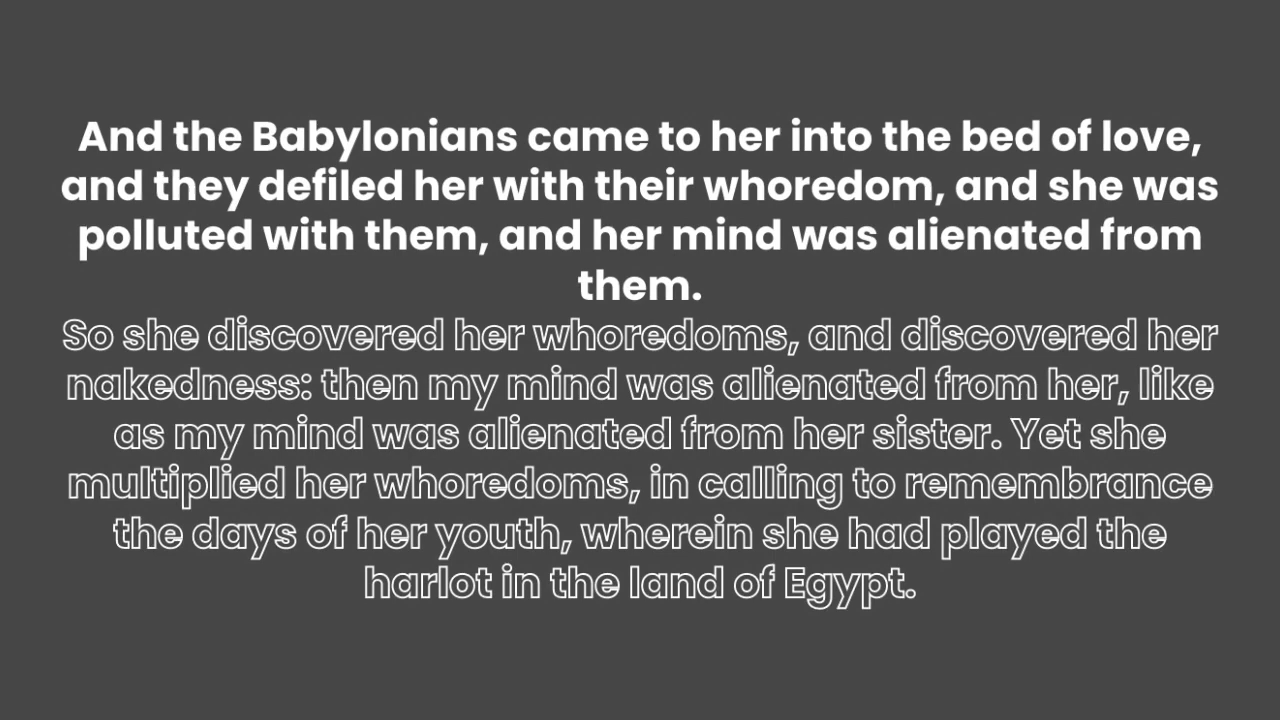 And the Babylonians came to her into the bed of love,
and they defiled her with their whoredom, and she was
polluted with them, and her mind was alienated from
them.
So she discovered her whoredoms, and discovered her
nakedness: then my mind was alienated from her, like
as my mind was alienated from her sister. Yet she
multiplied her whoredoms, in calling to remembrance
the days of her youth, wherein she had played the
harlot in the land of Egypt.